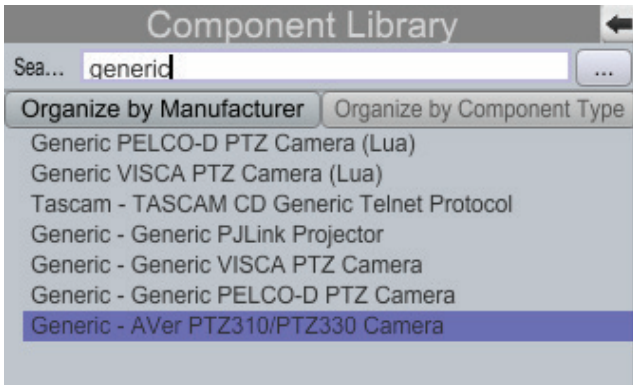 Component Library
Sea... generic ...
Organize by Manufacturer Organize by Component Type
Generic PELCO-D PTZ Camera (Lua)
Generic VISCA PTZ Camera (Lua)
Tascam - TASCAM CD Generic Telnet Protocol
Generic - Generic PJLink Projector
Generic - Generic VISCA PTZ Camera
Generic - Generic PELCO-D PTZ Camera
Generic - AVer PTZ310/PTZ330 Camera